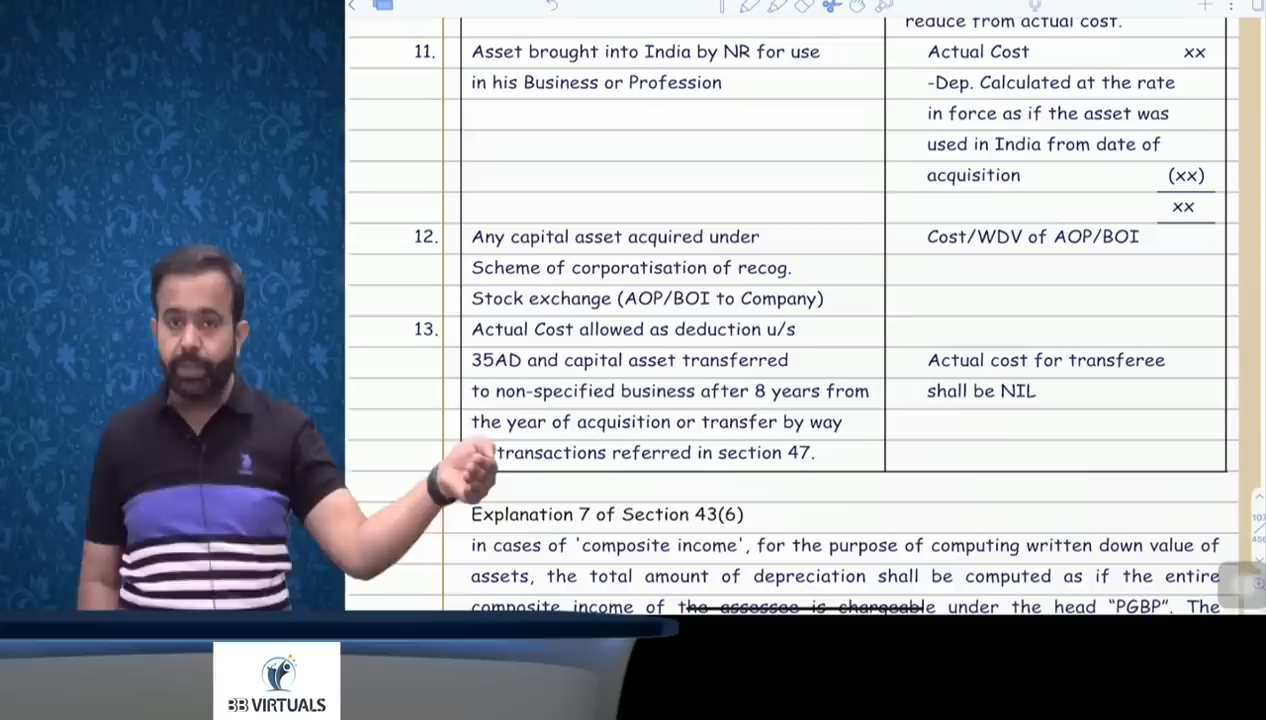 reduce from actual cost.
11. Asset brought into India by NR for use Actual Cost xx
in his Business or Profession -Dep. Calculated at the rate
in force as if the asset was
used in India from date of
acquisition (xx)
xx
12. Any capital asset acquired under Cost/WDV of AOP/BOI
Scheme of corporatisation of recog.
Stock exchange (AOP/BOI to Company)
13. Actual Cost allowed as deduction u/s
35AD and capital asset transferred Actual cost for transferee
to non-specified business after 8 years from shall be NIL
the year of acquisition or transfer by way
transactions referred in section 47.
Explanation 7 of Section 43(6)
in cases of 'composite income', for the purpose of computing written down value of
assets, the total amount of depreciation shall be computed as if the entire
composite income of the assessee is chargeable under the head “PGBP”. The
BB VIRTUALS